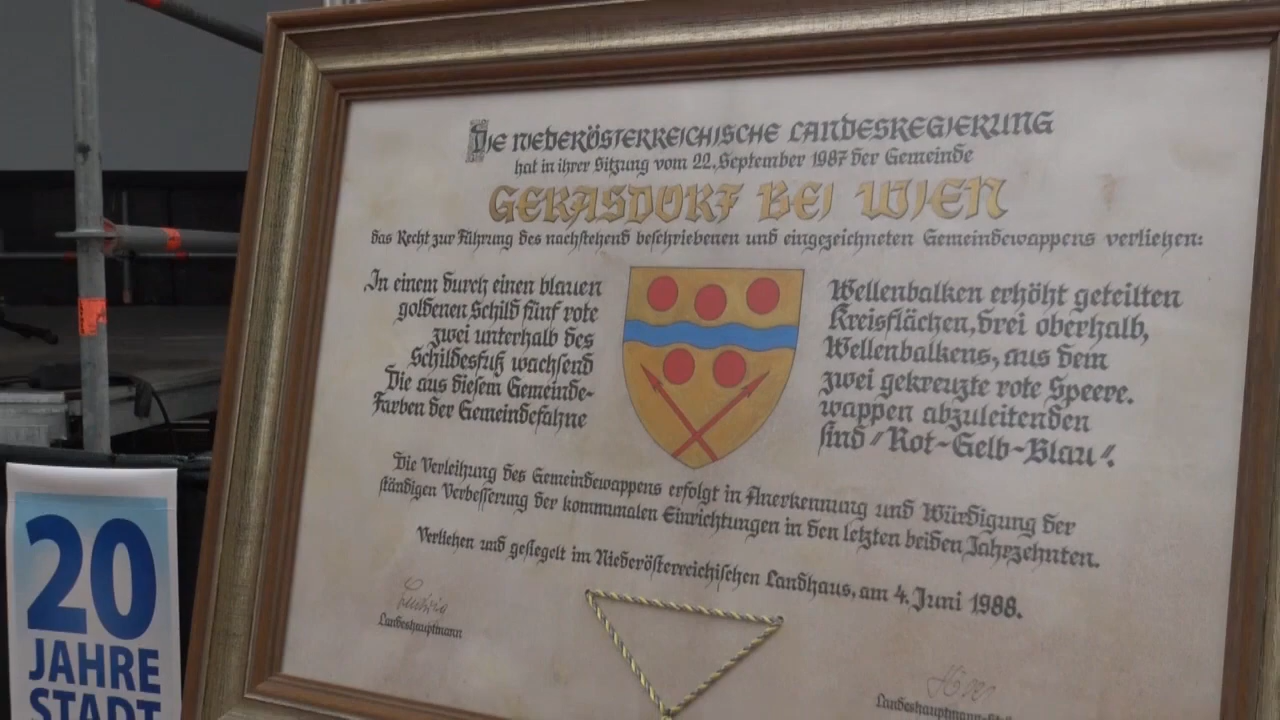 Die Niederösterreichische Landesregierung
hat in ihrer Sitzung vom 22. September 1987 der Gemeinde
GERASDORF BEI WIEN
das Recht zur Führung des nachstehend beschriebenen und eingezeichneten Gemeindewappens verliehen:
In einem durch einen blauen Wellenbalken erhöht geteilten
goldenen Schild fünf rote Kreisflächen, drei oberhalb,
zwei unterhalb des Wellenbalkens, aus dem
Schildesfuß wachsend zwei gekreuzte rote Speere.
Die aus diesem Gemeinde- wappen abzuleitenden
Farben der Gemeindefahne sind "Rot-Gelb-Blau".
Die Verleihung des Gemeindewappens erfolgt in Anerkennung und Würdigung der
ständigen Verbesserung der kommunalen Einrichtungen in den letzten beiden Jahrzehnten.
Verliehen und gesiegelt im Niederösterreichischen Landhaus, am 4. Juni 1988.
Ludwig
Landeshauptmann
20
JAHRE
STADT